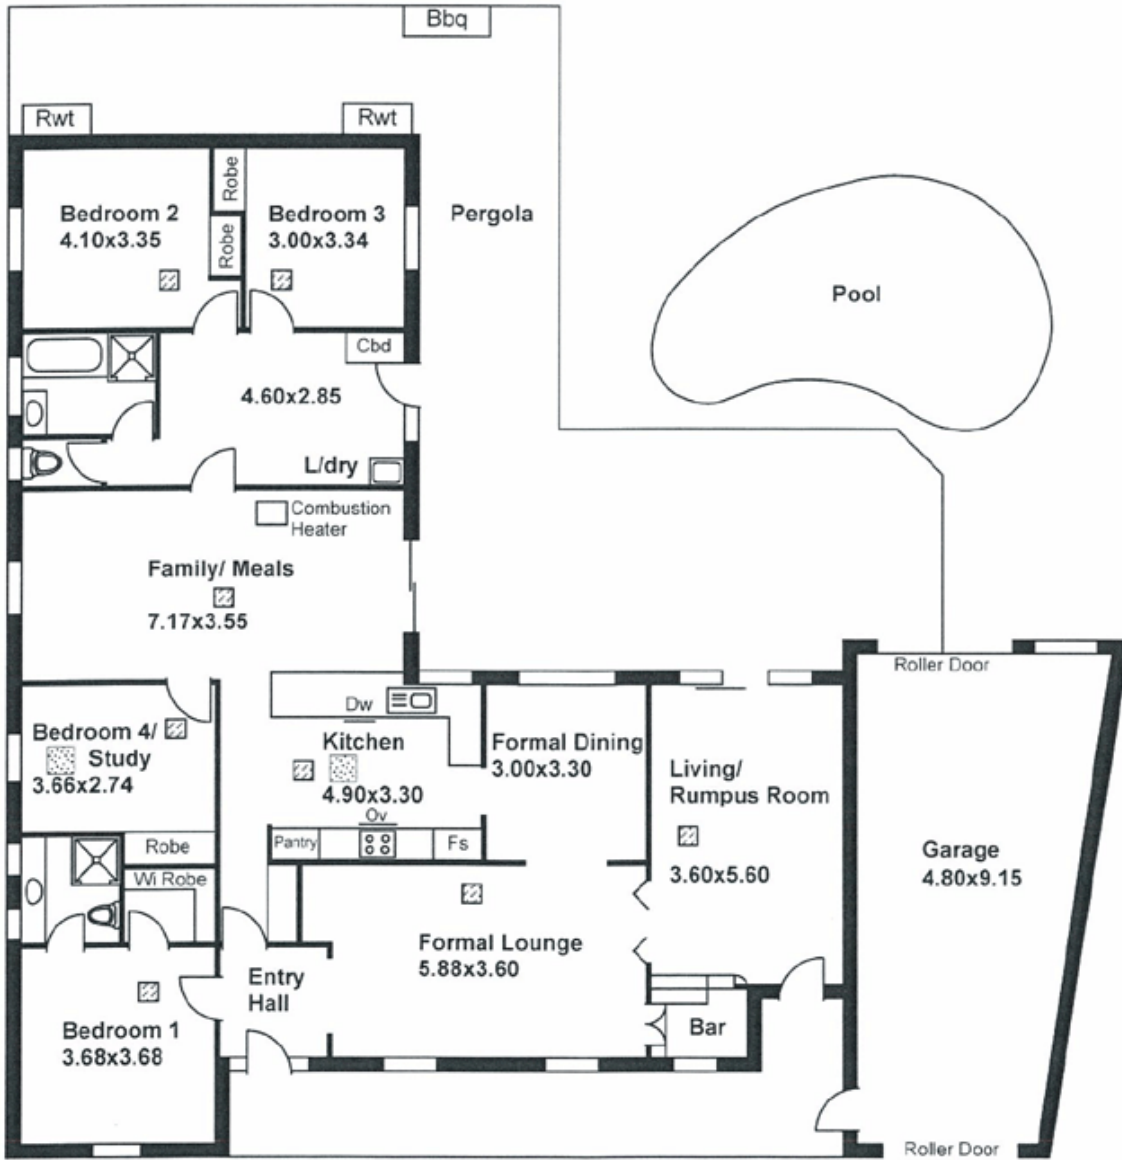 Bbq
Rwt
Rwt
Robe
Bedroom 2
4.10x3.35
Robe
Bedroom 3
3.00x3.34
Pergola
Pool
Cbd
4.60x2.85
L/dry
Combustion
Heater
Family/ Meals
7.17x3.55
Roller Door
Bedroom 4/
Study
3.66x2.74
Dw
Kitchen
4.90x3.30
Ov
Pantry
Fs
Formal Dining
3.00x3.30
Living/
Rumpus Room
3.60x5.60
Garage
4.80x9.15
Robe
Wi Robe
Formal Lounge
5.88x3.60
Entry
Hall
Bar
Bedroom 1
3.68x3.68
Roller Door